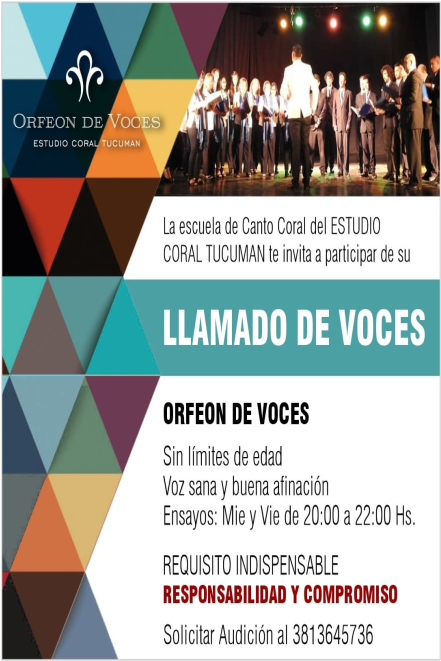 ORFEON DE VOCES
ESTUDIO CORAL TUCUMAN
La escuela de Canto Coral del ESTUDIO
CORAL TUCUMAN te invita a participar de su
LLAMADO DE VOCES
ORFEON DE VOCES
Sin límites de edad
Voz sana y buena afinación
Ensayos: Mie y Vie de 20:00 a 22:00 Hs.
REQUISITO INDISPENSABLE
RESPONSABILIDAD Y COMPROMISO
Solicitar Audición al 3813645736